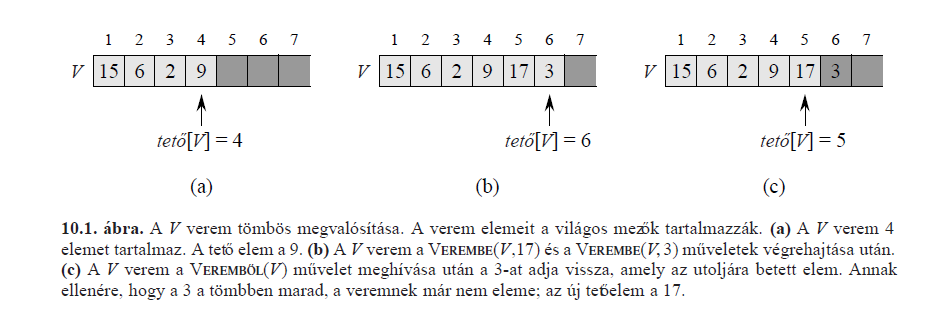 1 2 3 4 5 6 7
V 15 6 2 9
tető[V] = 4
(a)
1 2 3 4 5 6 7
V 15 6 2 9 17 3
tető[V] = 6
(b)
1 2 3 4 5 6 7
V 15 6 2 9 17 3
tető[V] = 5
(c)
10.1. ábra. A V verem tömbös megvalósítása. A verem elemeit a világos mezők tartalmazzák. (a) A V verem 4
elemet tartalmaz. A tető elem a 9. (b) A V verem a VEREMBE(V,17) és a VEREMBE(V, 3) műveletek végrehajtása után.
(c) A V verem a VEREMBŐL(V) művelet meghívása után a 3-at adja vissza, amely az utoljára betett elem. Annak
ellenére, hogy a 3 a tömbben marad, a veremnek már nem eleme; az új tetőelem a 17.